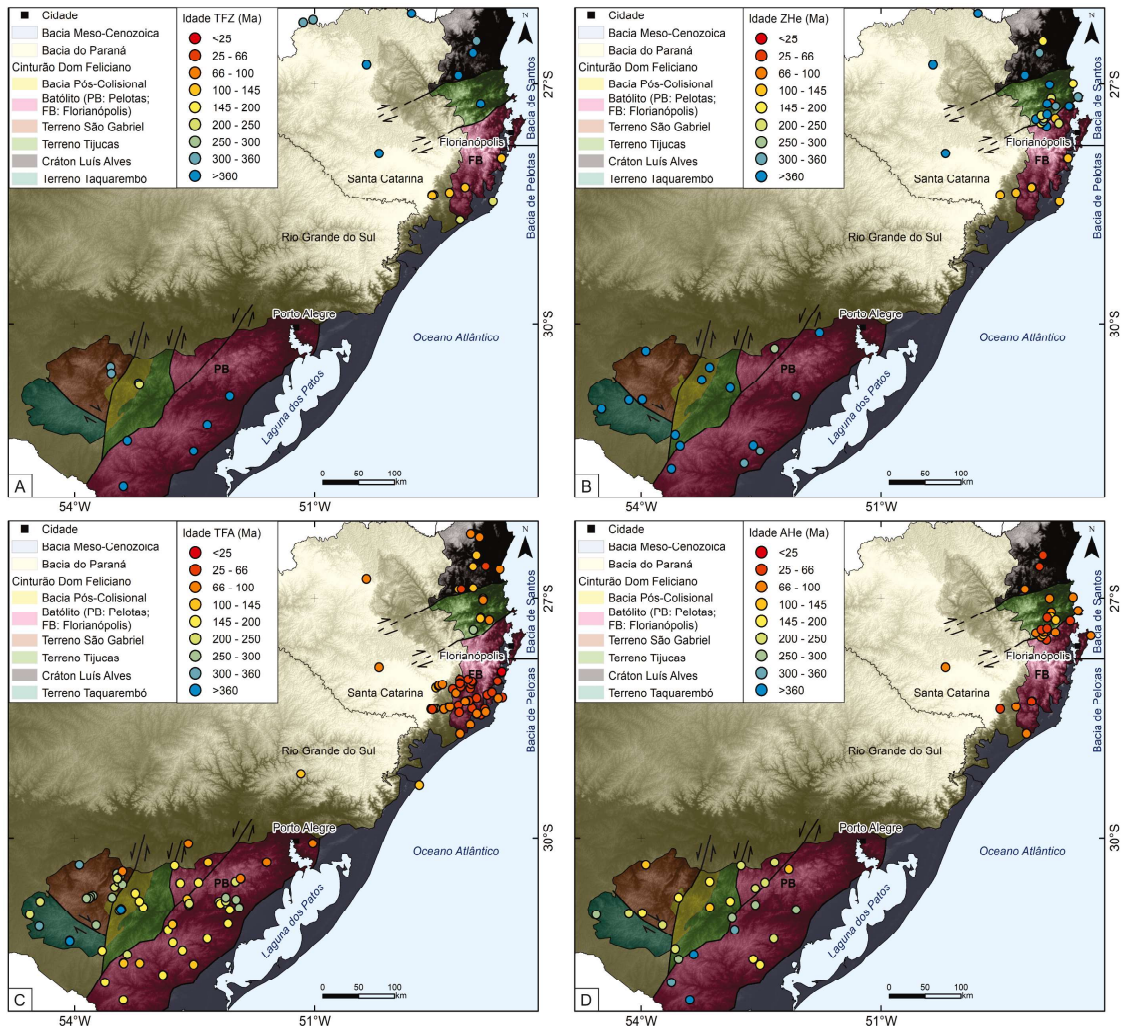 Cidade
Bacia Meso-Cenozoica
Bacia do Paraná
Cinturão Dom Feliciano
Bacia Pós-Colisional
Batólito (PB: Pelotas;
FB: Florianópolis)
Terreno São Gabriel
Terreno Tijucas
Cráton Luís Alves
Terreno Taquarembó
Idade TFZ (Ma)
<25
25 - 66
66 - 100
100 - 145
145 - 200
200 - 250
250 - 300
300 - 360
>360
N
27°S
Bacia de Santos
Florianópolis
FB
Santa Catarina
Bacia de Pelotas
Rio Grande do Sul
30°S
Porto Alegre
Oceano Atlântico
PB
Laguna dos Patos
0 50 100
km
A
54°W
51°W
Cidade
Bacia Meso-Cenozoica
Bacia do Paraná
Cinturão Dom Feliciano
Bacia Pós-Colisional
Batólito (PB: Pelotas;
FB: Florianópolis)
Terreno São Gabriel
Terreno Tijucas
Cráton Luís Alves
Terreno Taquarembó
Idade ZHe (Ma)
<25
25 - 66
66 - 100
100 - 145
145 - 200
200 - 250
250 - 300
300 - 360
>360
N
27°S
Bacia de Santos
Florianópolis
FB
Santa Catarina
Bacia de Pelotas
Rio Grande do Sul
30°S
Porto Alegre
Oceano Atlântico
PB
Laguna dos Patos
0 50 100
km
B
54°W
51°W
Cidade
Bacia Meso-Cenozoica
Bacia do Paraná
Cinturão Dom Feliciano
Bacia Pós-Colisional
Batólito (PB: Pelotas;
FB: Florianópolis)
Terreno São Gabriel
Terreno Tijucas
Cráton Luís Alves
Terreno Taquarembó
Idade TFA (Ma)
<25
25 - 66
66 - 100
100 - 145
145 - 200
200 - 250
250 - 300
300 - 360
>360
N
27°S
Bacia de Santos
Florianópolis
FB
Santa Catarina
Bacia de Pelotas
Rio Grande do Sul
30°S
Porto Alegre
Oceano Atlântico
PB
Laguna dos Patos
0 50 100
km
C
54°W
51°W
Cidade
Bacia Meso-Cenozoica
Bacia do Paraná
Cinturão Dom Feliciano
Bacia Pós-Colisional
Batólito (PB: Pelotas;
FB: Florianópolis)
Terreno São Gabriel
Terreno Tijucas
Cráton Luís Alves
Terreno Taquarembó
Idade AHe (Ma)
<25
25 - 66
66 - 100
100 - 145
145 - 200
200 - 250
250 - 300
300 - 360
>360
N
27°S
Bacia de Santos
Florianópolis
FB
Santa Catarina
Bacia de Pelotas
Rio Grande do Sul
30°S
Porto Alegre
Oceano Atlântico
PB
Laguna dos Patos
0 50 100
km
D
54°W
51°W